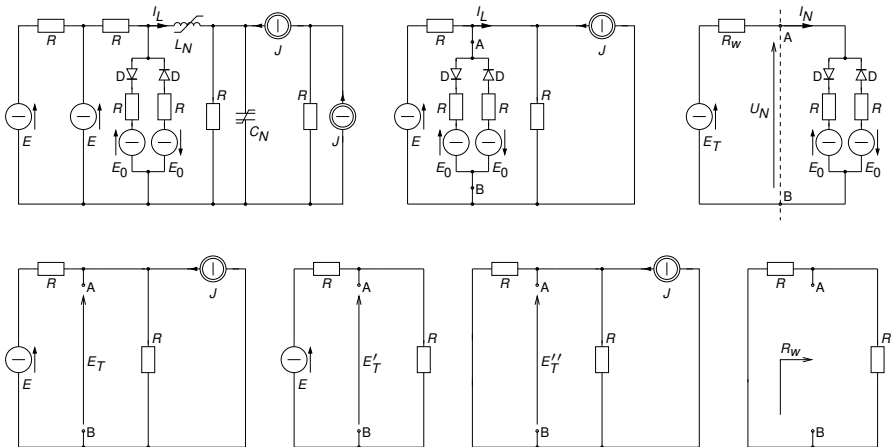 I_L
R R L_N J
D D
R R R C_N R
E E E_0 E_0 J
I_L
R A J
D D
R R R
E E_0 E_0
B
R_w I_N
A
D D
R R
E_T U_N E_0 E_0
B
R A J
E E_T R
B
R A
E E'_T R
B
R A J
E''_T R
B
R A
R_w R
B